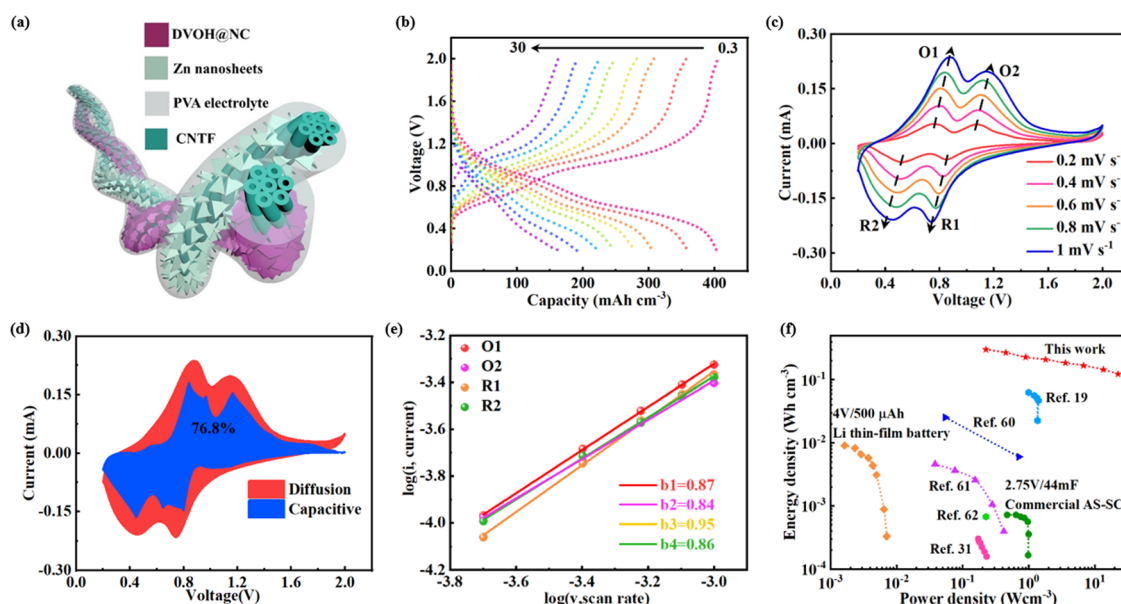 (a)
DVOH@NC
Zn nanosheets
PVA electrolyte
CNTF
(b)
30
0.3
2.0
1.6
1.2
0.8
0.4
0.0
Voltage (V)
0
100
200
300
400
Capacity (mAh cm⁻³)
(c)
O1
O2
R2
R1
0.30
0.15
0.00
-0.15
-0.30
Current (mA)
0.2 mV s⁻
0.4 mV s⁻
0.6 mV s⁻
0.8 mV s⁻
1 mV s⁻¹
0.4
0.8
1.2
1.6
2.0
Voltage (V)
(d)
0.30
0.15
0.00
-0.15
-0.30
Current (mA)
76.8%
Diffusion
Capacitive
0.4
0.8
1.2
1.6
2.0
Voltage(V)
(e)
O1
O2
R1
R2
-3.2
-3.4
-3.6
-3.8
-4.0
-4.2
log(i, current)
b1=0.87
b2=0.84
b3=0.95
b4=0.86
-3.8
-3.6
-3.4
-3.2
-3.0
log(v,scan rate)
(f)
This work
Ref. 19
Ref. 60
4V/500 μAh
Li thin-film battery
Ref. 61
2.75V/44mF
Commercial AS-SC
Ref. 62
Ref. 31
10⁻¹
10⁻²
10⁻³
10⁻⁴
Energy density (Wh cm⁻³)
10⁻³
10⁻²
10⁻¹
10⁰
10¹
Power density (Wcm⁻³)